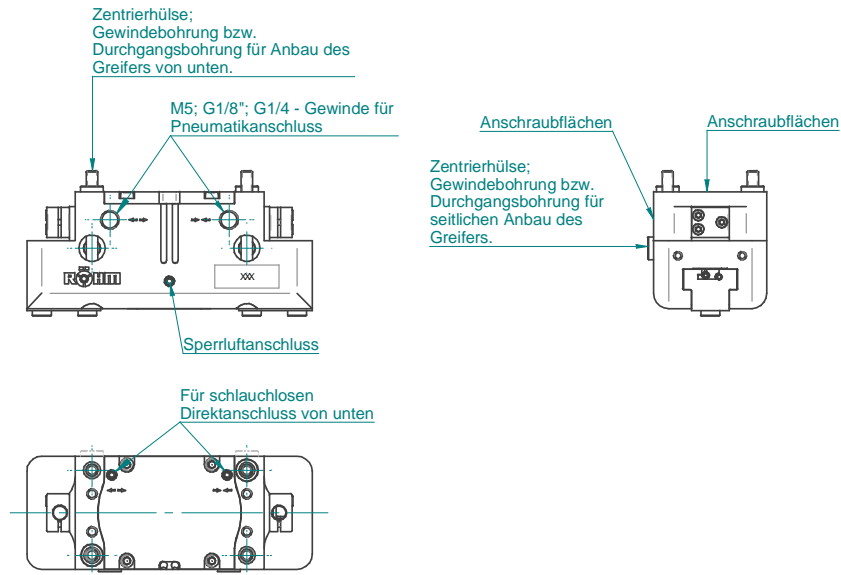 Zentrierhülse;
Gewindebohrung bzw.
Durchgangsbohrung für Anbau des
Greifers von unten.
M5; G1/8"; G1/4 - Gewinde für
Pneumatikanschluss
Anschraubflächen
Anschraubflächen
Zentrierhülse;
Gewindebohrung bzw.
Durchgangsbohrung für
seitlichen Anbau des
Greifers.
RÖHM
XXX
Sperrluftanschluss
Für schlauchlosen
Direktanschluss von unten